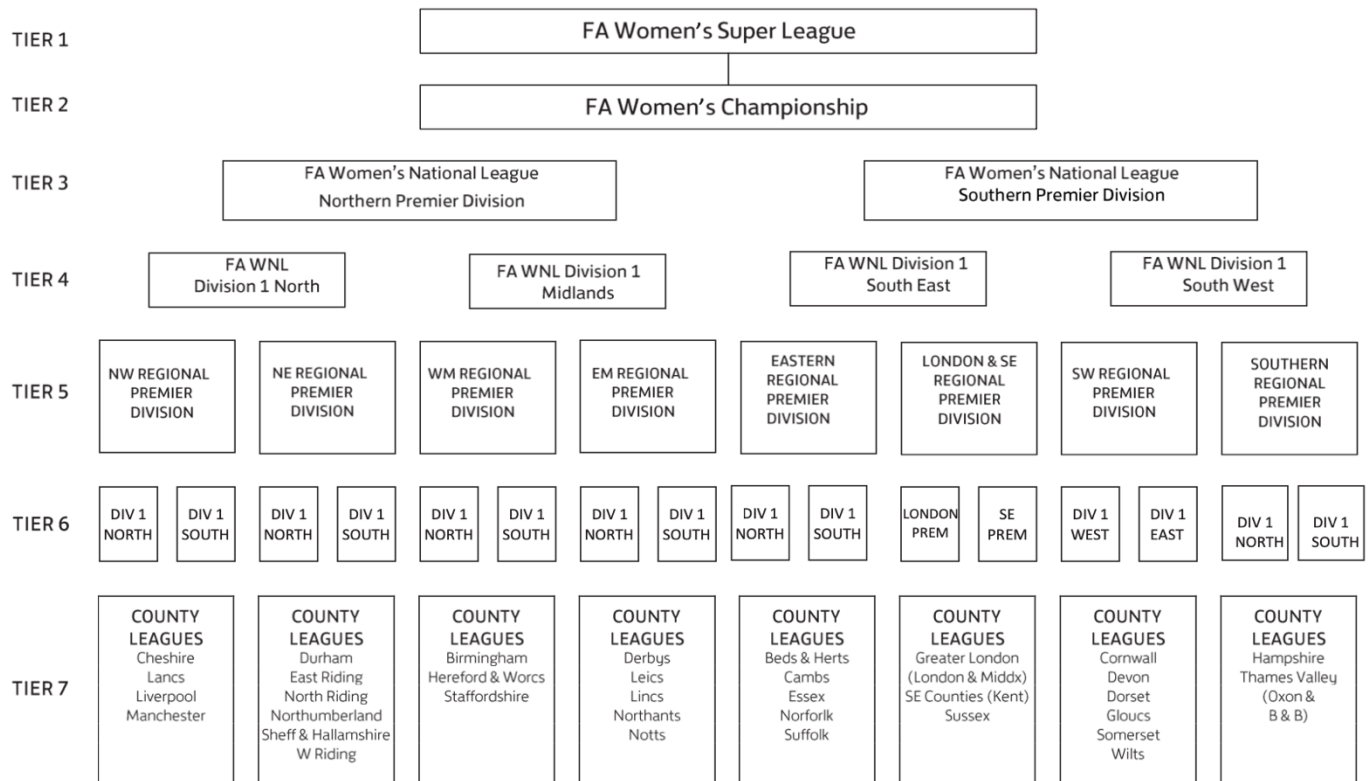 TIER 1
FA Women's Super League
TIER 2
FA Women's Championship
TIER 3
FA Women's National League
Northern Premier Division
FA Women's National League
Southern Premier Division
TIER 4
FA WNL
Division 1 North
FA WNL Division 1
Midlands
FA WNL Division 1
South East
FA WNL Division 1
South West
TIER 5
NW REGIONAL
PREMIER
DIVISION
NE REGIONAL
PREMIER
DIVISION
WM REGIONAL
PREMIER
DIVISION
EM REGIONAL
PREMIER
DIVISION
EASTERN
REGIONAL
PREMIER
DIVISION
LONDON & SE
REGIONAL
PREMIER
DIVISION
SW REGIONAL
PREMIER
DIVISION
SOUTHERN
REGIONAL
PREMIER
DIVISION
TIER 6
DIV 1
NORTH
DIV 1
SOUTH
DIV 1
NORTH
DIV 1
SOUTH
DIV 1
NORTH
DIV 1
SOUTH
DIV 1
NORTH
DIV 1
SOUTH
DIV 1
NORTH
DIV 1
SOUTH
LONDON
PREM
SE
PREM
DIV 1
WEST
DIV 1
EAST
DIV 1
NORTH
DIV 1
SOUTH
TIER 7
COUNTY
LEAGUES
Cheshire
Lancs
Liverpool
Manchester
COUNTY
LEAGUES
Durham
East Riding
North Riding
Northumberland
Sheff & Hallamshire
W Riding
COUNTY
LEAGUES
Birmingham
Hereford & Worcs
Staffordshire
COUNTY
LEAGUES
Derbys
Leics
Lincs
Northants
Notts
COUNTY
LEAGUES
Beds & Herts
Cambs
Essex
Norforlk
Suffolk
COUNTY
LEAGUES
Greater London
(London & Middx)
SE Counties (Kent)
Sussex
COUNTY
LEAGUES
Cornwall
Devon
Dorset
Gloucs
Somerset
Wilts
COUNTY
LEAGUES
Hampshire
Thames Valley
(Oxon &
B & B)